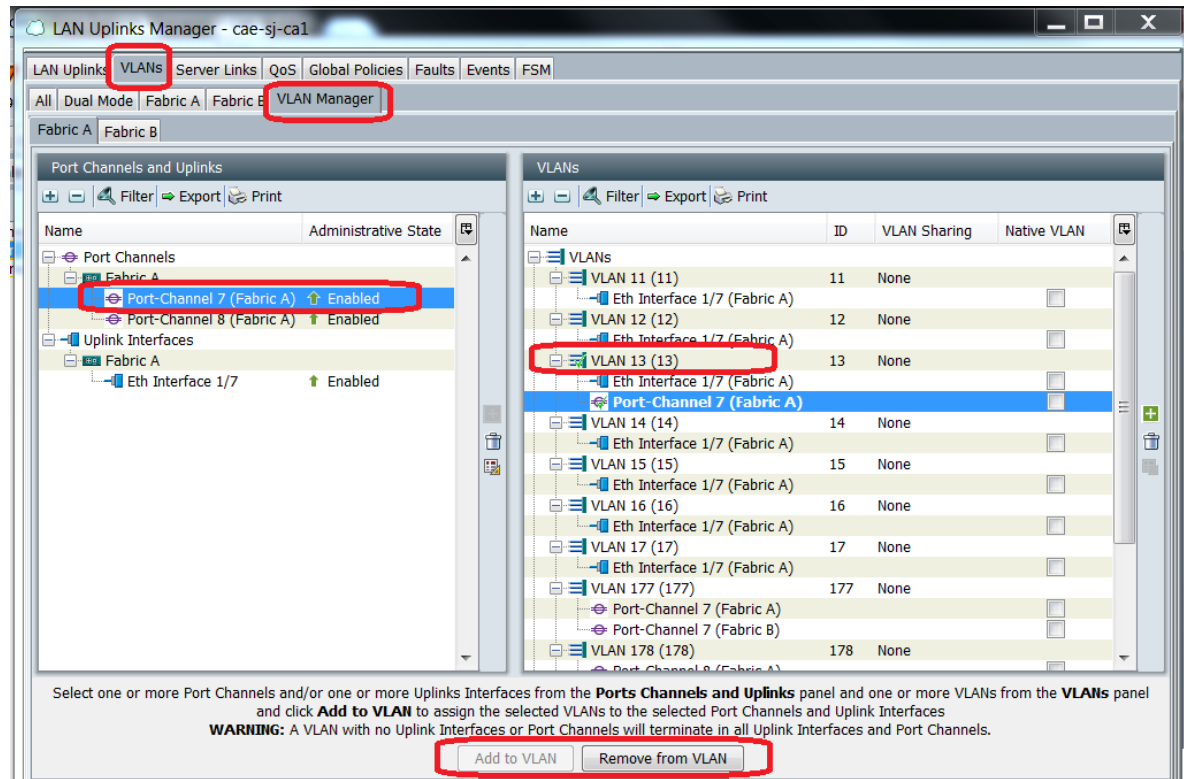 LAN Uplinks Manager - cae-sj-ca1
LAN Uplinks VLANs Server Links QoS Global Policies Faults Events FSM
All Dual Mode Fabric A Fabric B VLAN Manager
Fabric A Fabric B
Port Channels and Uplinks
Filter Export Print
Name Administrative State
Port Channels
Fabric A
Port-Channel 7 (Fabric A) Enabled
Port-Channel 8 (Fabric A) Enabled
Uplink Interfaces
Fabric A
Eth Interface 1/7 Enabled
VLANs
Filter Export Print
Name ID VLAN Sharing Native VLAN
VLANs
VLAN 11 (11) 11 None
Eth Interface 1/7 (Fabric A)
VLAN 12 (12) 12 None
Eth Interface 1/7 (Fabric A)
VLAN 13 (13) 13 None
Eth Interface 1/7 (Fabric A)
Port-Channel 7 (Fabric A)
VLAN 14 (14) 14 None
Eth Interface 1/7 (Fabric A)
VLAN 15 (15) 15 None
Eth Interface 1/7 (Fabric A)
VLAN 16 (16) 16 None
Eth Interface 1/7 (Fabric A)
VLAN 17 (17) 17 None
Eth Interface 1/7 (Fabric A)
VLAN 177 (177) 177 None
Port-Channel 7 (Fabric A)
Port-Channel 7 (Fabric B)
VLAN 178 (178) 178 None
Port-Channel 8 (Fabric A)
Select one or more Port Channels and/or one or more Uplinks Interfaces from the Ports Channels and Uplinks panel and one or more VLANs from the VLANs panel
and click Add to VLAN to assign the selected VLANs to the selected Port Channels and Uplink Interfaces
WARNING: A VLAN with no Uplink Interfaces or Port Channels will terminate in all Uplink Interfaces and Port Channels.
Add to VLAN Remove from VLAN